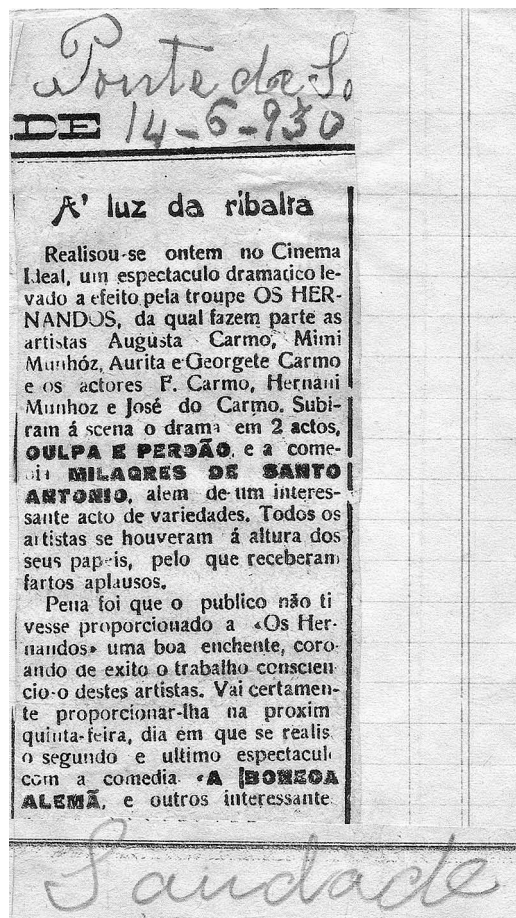 Ponte de S.
DE 14-6-930
A' luz da ribalta
Realisou-se ontem no Cinema
Ideal, um espectaculo dramatico le-
vado a efeito pela troupe OS HER-
NANDOS, da qual fazem parte as
artistas Augusta Carmo, Mimi
Munhóz, Aurita e Georgete Carmo
e os actores F. Carmo, Hernani
Munhoz e José do Carmo. Subi-
ram á scena o drama em 2 actos,
CULPA E PERDÃO, e a come-
dia MILAGRES DE SANTO
ANTONIO, alem de um interes-
sante acto de variedades. Todos os
artistas se houveram á altura dos
seus papeis, pelo que receberam
fartos aplausos.
Pena foi que o publico não ti
vesse proporcionado a «Os Her-
nandos» uma boa enchente, coro-
ando de exito o trabalho conscien-
cioso destes artistas. Vai certamen-
te proporcionar-lha na proxim
quinta-feira, dia em que se realis
o segundo e ultimo espectacul
com a comedia «A BONECA
ALEMÃ, e outros interessante
Saudade